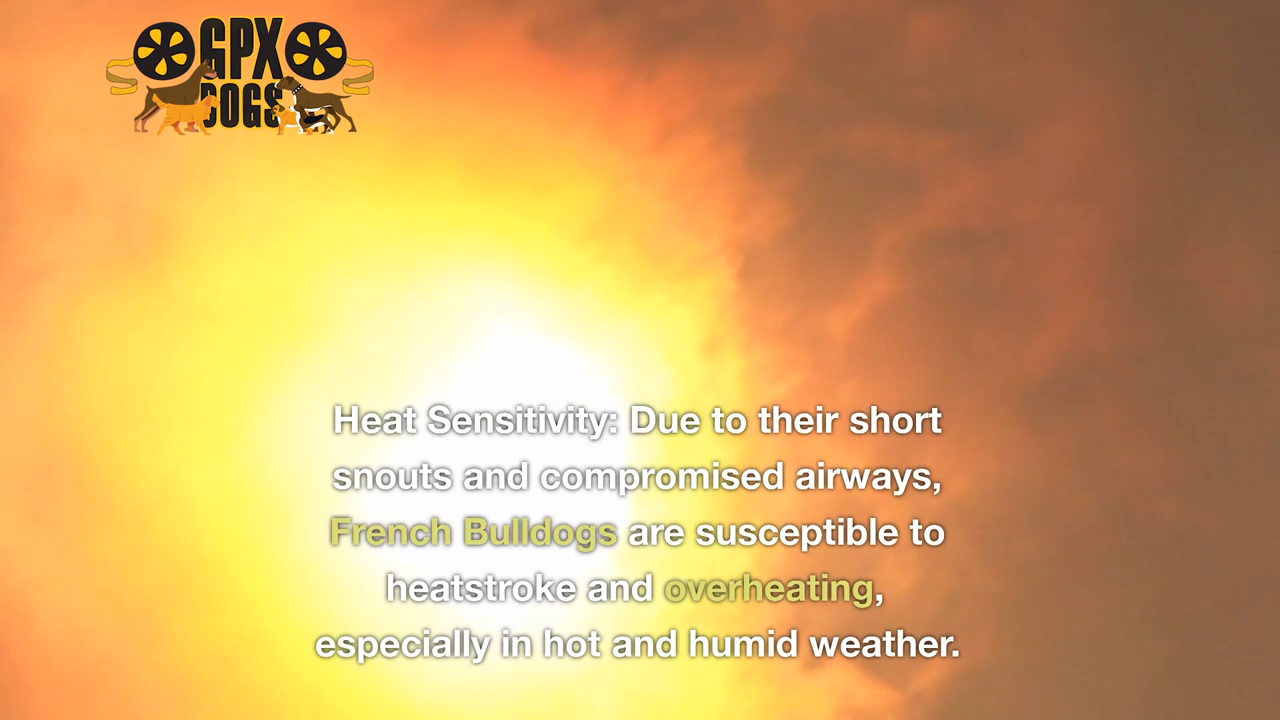 GPX
DOGS
Heat Sensitivity: Due to their short
snouts and compromised airways,
French Bulldogs are susceptible to
heatstroke and overheating,
especially in hot and humid weather.